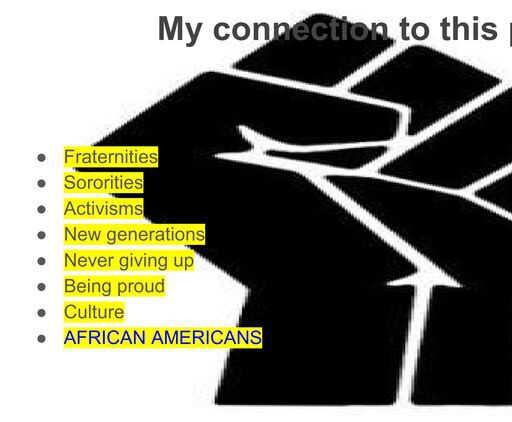 My connection to this
● Fraternities
● Sororities
● Activisms
● New generations
● Never giving up
● Being proud
● Culture
● AFRICAN AMERICANS